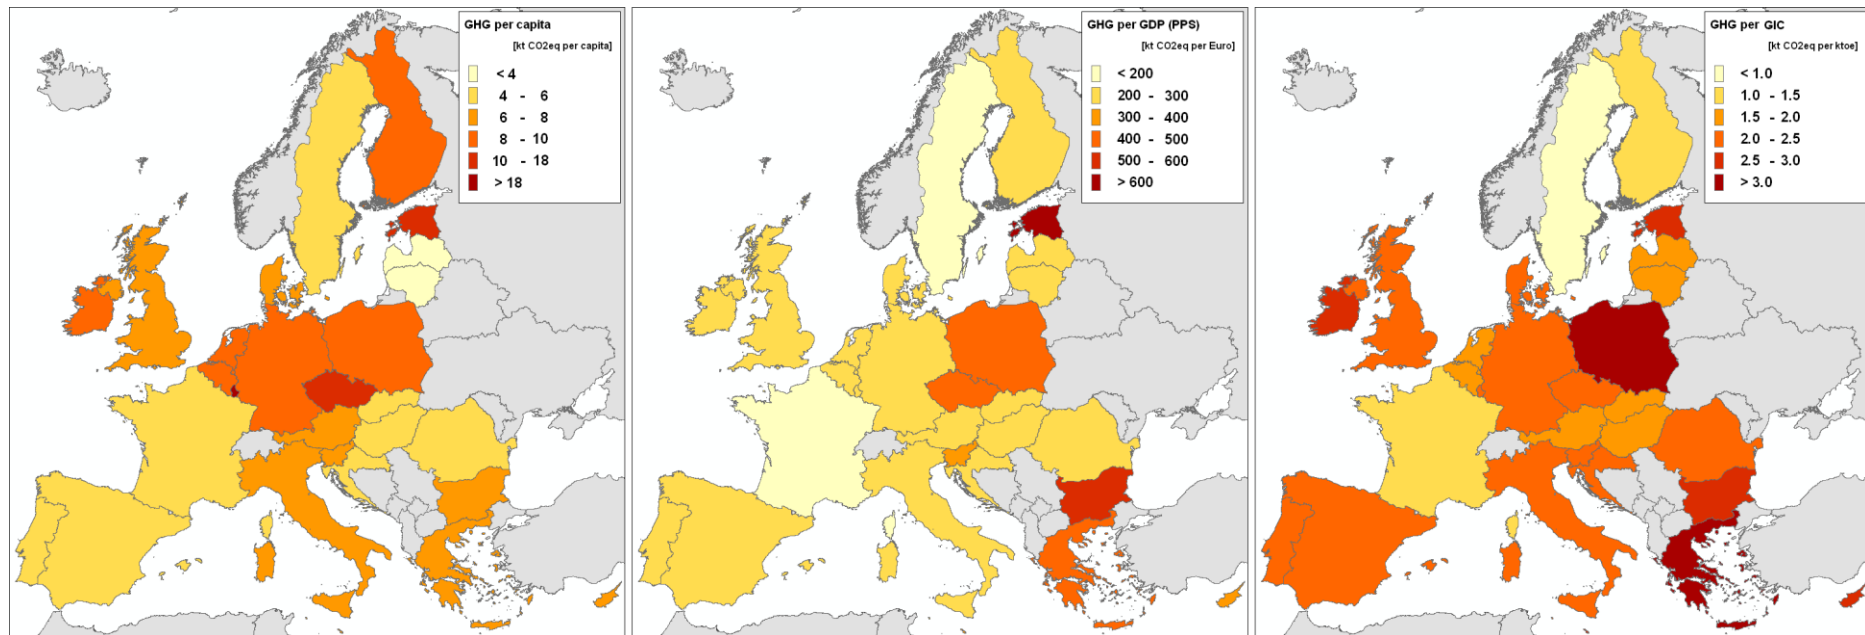 GHG per capita
[kt CO2eq per capita]
< 4
4 - 6
6 - 8
8 - 10
10 - 18
> 18
GHG per GDP (PPS)
[kt CO2eq per Euro]
< 200
200 - 300
300 - 400
400 - 500
500 - 600
> 600
GHG per GIC
[kt CO2eq per ktoe]
< 1.0
1.0 - 1.5
1.5 - 2.0
2.0 - 2.5
2.5 - 3.0
> 3.0